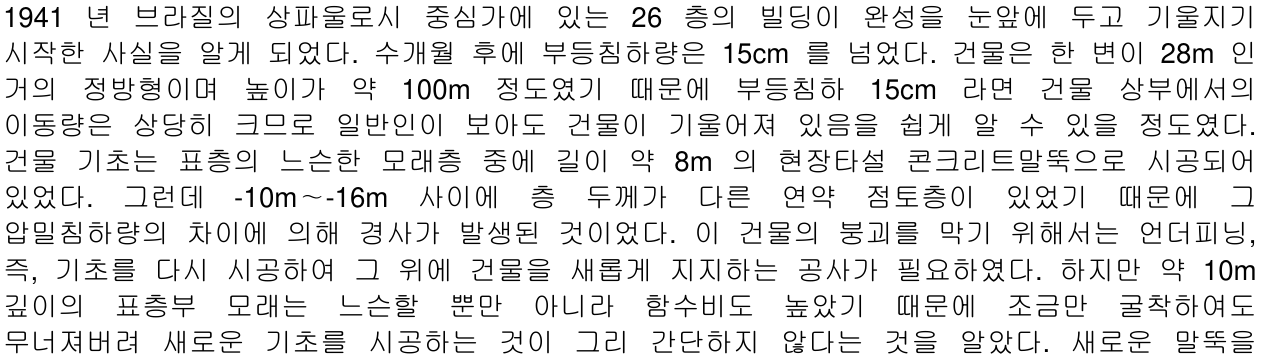 1941 년 브라질의 상파울로시 중심가에 있는 26 층의 빌딩이 완성을 눈앞에 두고 기울지기
시작한 사실을 알게 되었다. 수개월 후에 부등침하량은 15cm 를 넘었다. 건물은 한 변이 28m 인
거의 정방형이며 높이가 약 100m 정도였기 때문에 부등침하 15cm 라면 건물 상부에서의
이동량은 상당히 크므로 일반인이 보아도 건물이 기울어져 있음을 쉽게 알 수 있을 정도였다.
건물 기초는 표층의 느슨한 모래층 중에 길이 약 8m 의 현장타설 콘크리트말뚝으로 시공되어
있었다. 그런데 -10m～-16m 사이에 층 두께가 다른 연약 점토층이 있었기 때문에 그
압밀침하량의 차이에 의해 경사가 발생된 것이었다. 이 건물의 붕괴를 막기 위해서는 언더피닝,
즉, 기초를 다시 시공하여 그 위에 건물을 새롭게 지지하는 공사가 필요하였다. 하지만 약 10m
깊이의 표층부 모래는 느슨할 뿐만 아니라 함수비도 높았기 때문에 조금만 굴착하여도
무너져버려 새로운 기초를 시공하는 것이 그리 간단하지 않다는 것을 알았다. 새로운 말뚝을